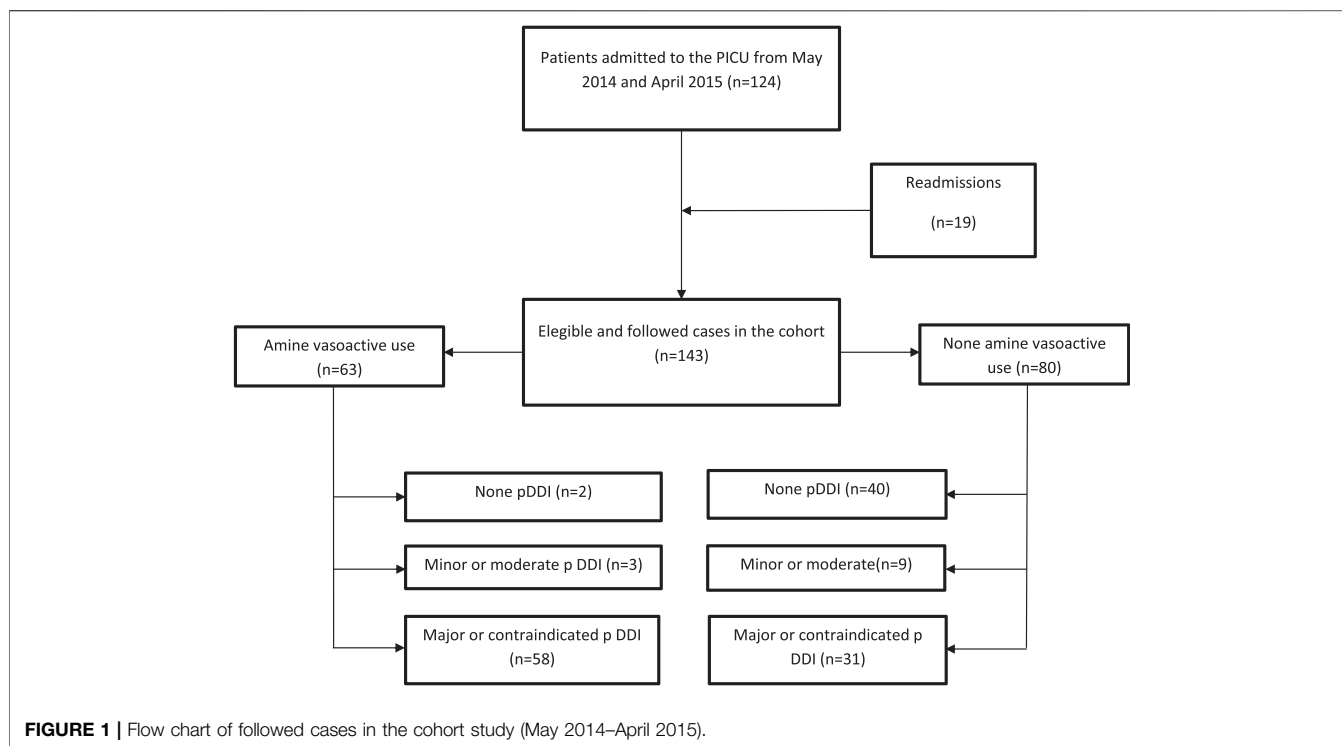 Patients admitted to the PICU from May
2014 and April 2015 (n=124)
Readmissions
(n=19)
Elegible and followed cases in the cohort
(n=143)
Amine vasoactive use
(n=63)
None amine vasoactive
use (n=80)
None pDDI (n=2)
None pDDI (n=40)
Minor or moderate p DDI (n=3)
Minor or moderate(n=9)
Major or contraindicated p DDI
(n=58)
Major or contraindicated p
DDI (n=31)
FIGURE 1 | Flow chart of followed cases in the cohort study (May 2014–April 2015).